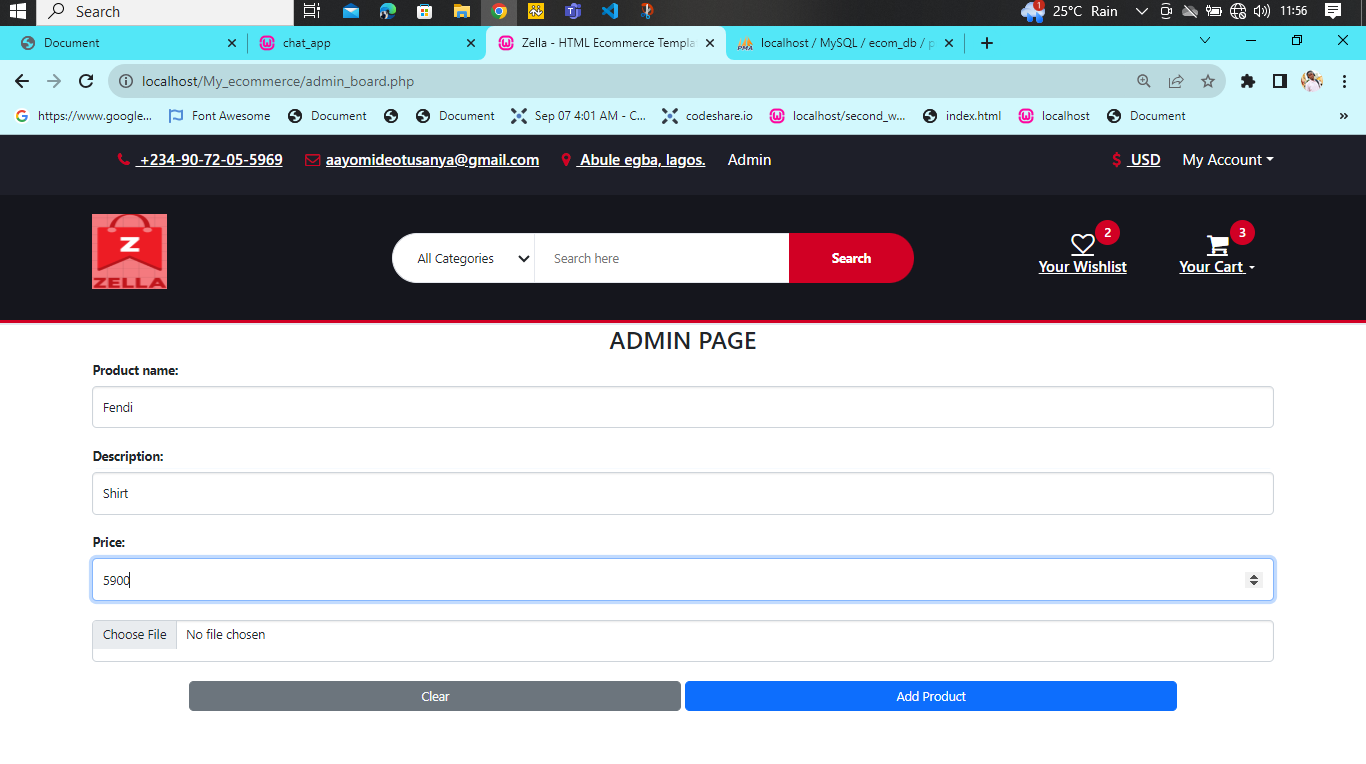 Search
25°C Rain
11:56
Document
chat_app
Zella - HTML Ecommerce Templa
localhost / MySQL / ecom_db / p
localhost/My_ecommerce/admin_board.php
https://www.google...
Font Awesome
Document
Document
Sep 07 4:01 AM - C...
codeshare.io
localhost/second_w...
index.html
localhost
Document
»
+234-90-72-05-5969
aayomideotusanya@gmail.com
Abule egba, lagos.
Admin
$ USD
My Account
Z
ZELLA
All Categories
Search here
Search
2
Your Wishlist
3
Your Cart
ADMIN PAGE
Product name:
Fendi
Description:
Shirt
Price:
5900
Choose File No file chosen
Clear
Add Product